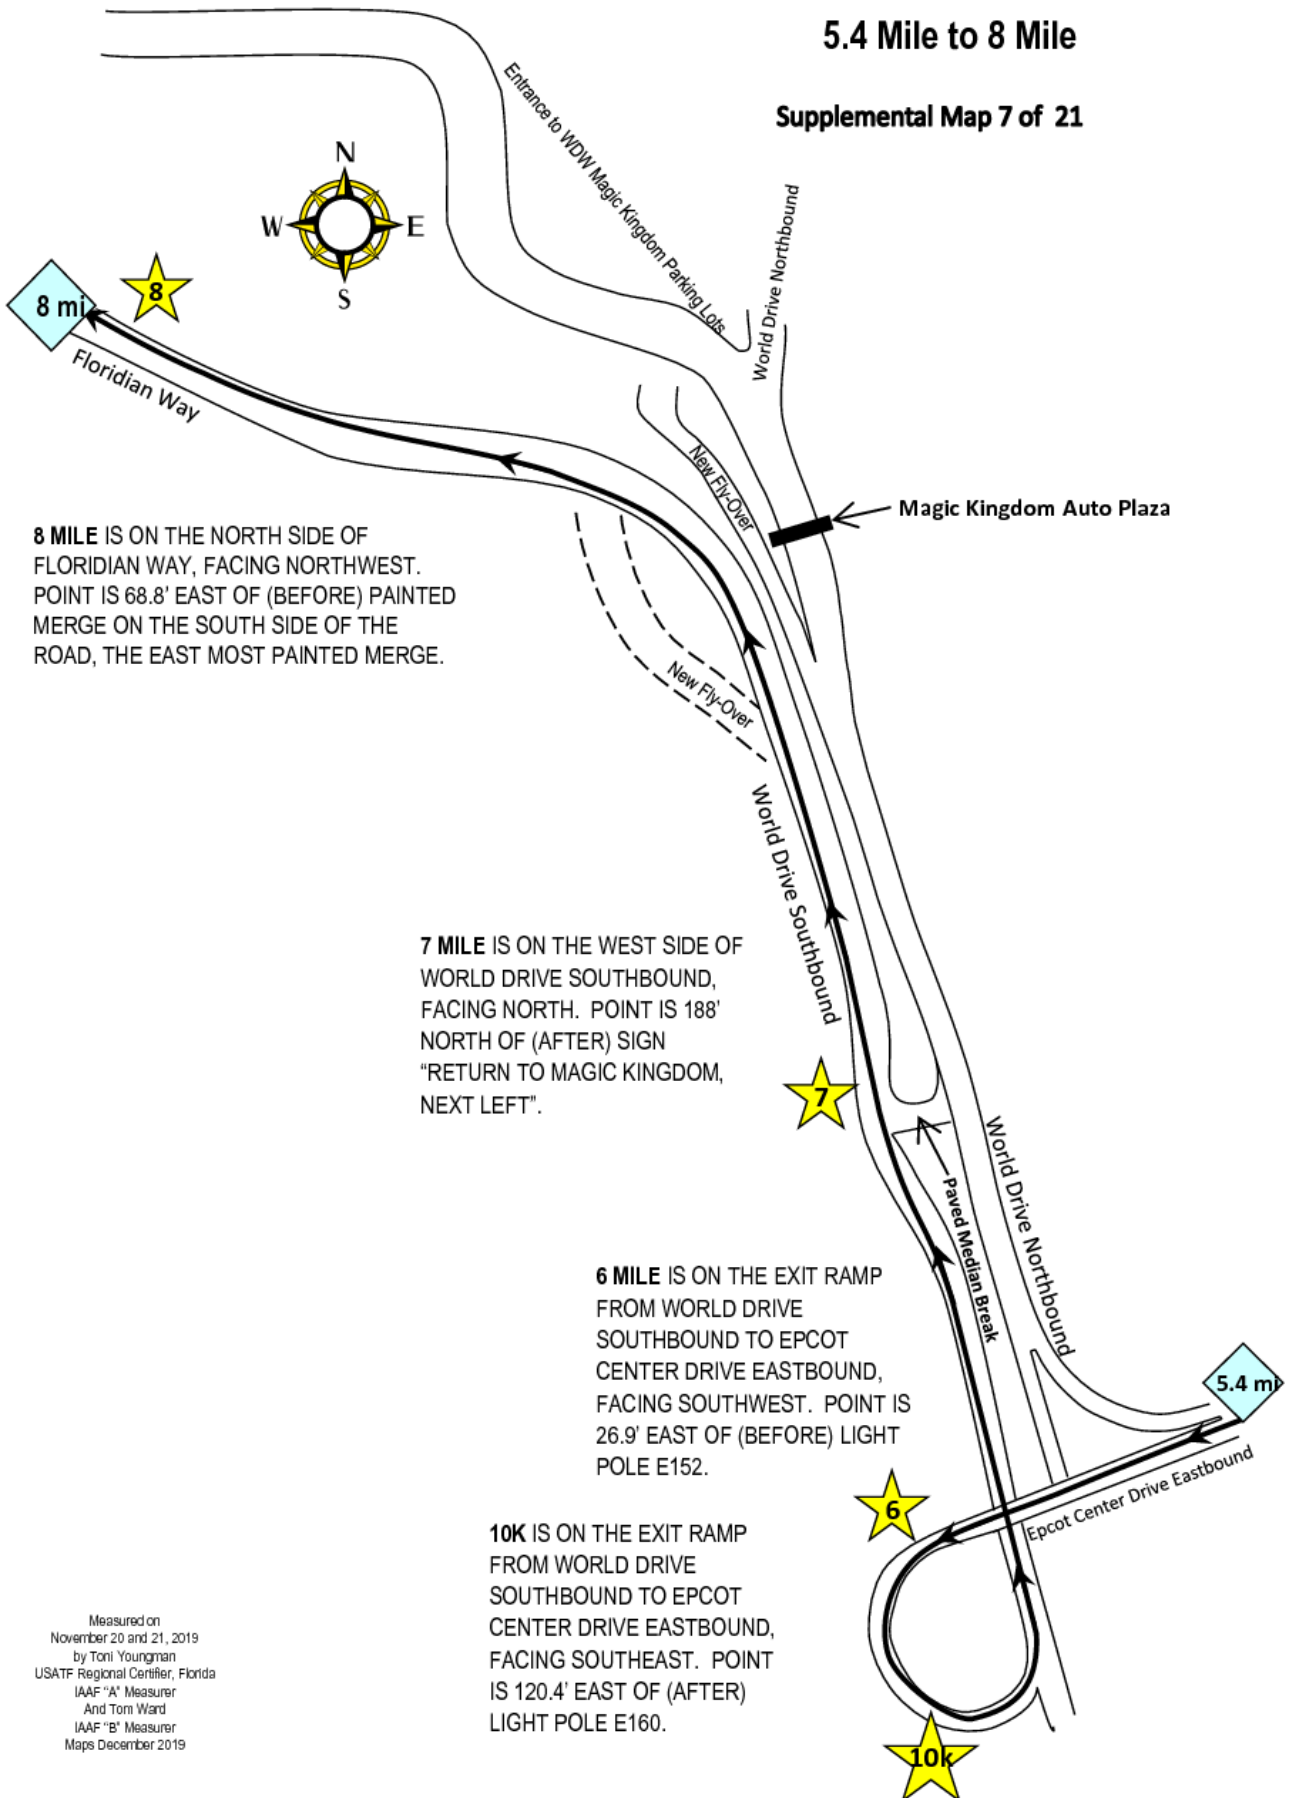 5.4 Mile to 8 Mile
Supplemental Map 7 of 21
Entrance to WDW Magic Kingdom Parking Lots
World Drive Northbound
N
W
E
S
8 mi
8
Floridian Way
New Fly-Over
Magic Kingdom Auto Plaza
8 MILE IS ON THE NORTH SIDE OF
FLORIDIAN WAY, FACING NORTHWEST.
POINT IS 68.8' EAST OF (BEFORE) PAINTED
MERGE ON THE SOUTH SIDE OF THE
ROAD, THE EAST MOST PAINTED MERGE.
New Fly-Over
World Drive Southbound
7 MILE IS ON THE WEST SIDE OF
WORLD DRIVE SOUTHBOUND,
FACING NORTH. POINT IS 188'
NORTH OF (AFTER) SIGN
“RETURN TO MAGIC KINGDOM,
NEXT LEFT”.
7
Paved Median Break
World Drive Northbound
6 MILE IS ON THE EXIT RAMP
FROM WORLD DRIVE
SOUTHBOUND TO EPCOT
CENTER DRIVE EASTBOUND,
FACING SOUTHWEST. POINT IS
26.9' EAST OF (BEFORE) LIGHT
POLE E152.
5.4 mi
Epcot Center Drive Eastbound
6
10K IS ON THE EXIT RAMP
FROM WORLD DRIVE
SOUTHBOUND TO EPCOT
CENTER DRIVE EASTBOUND,
FACING SOUTHEAST. POINT
IS 120.4' EAST OF (AFTER)
LIGHT POLE E160.
10k
Measured on
November 20 and 21, 2019
by Toni Youngman
USATF Regional Certifier, Florida
IAAF "A" Measurer
And Tom Ward
IAAF "B" Measurer
Maps December 2019